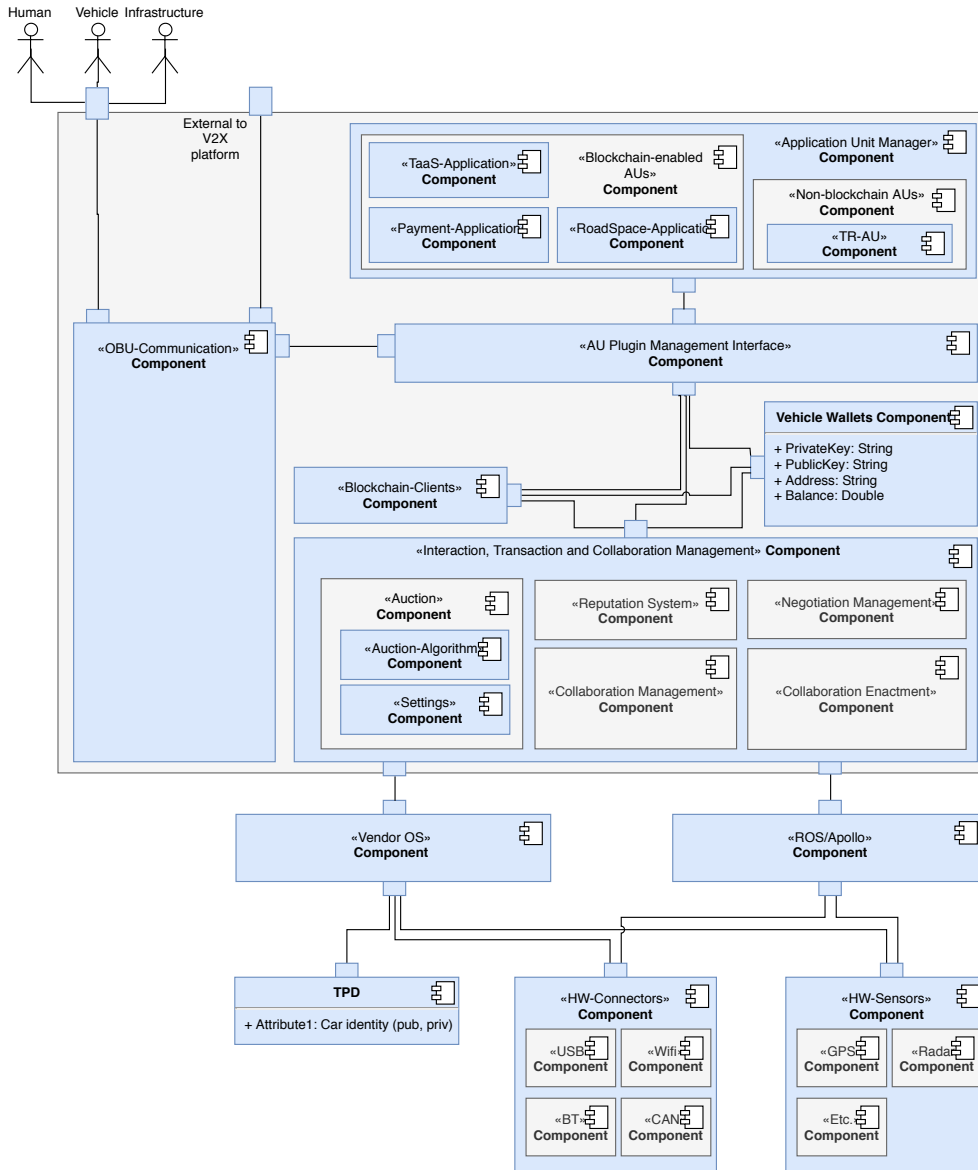 Human
Vehicle
Infrastructure
External to
V2X
platform
«Application Unit Manager»
Component
«Blockchain-enabled
AUs»
Component
«TaaS-Application»
Component
«Payment-Application
Component
«RoadSpace-Applicatio
Component
«Non-blockchain AUs»
Component
«TR-AU»
Component
«OBU-Communication»
Component
«AU Plugin Management Interface»
Component
Vehicle Wallets Component
+ PrivateKey: String
+ PublicKey: String
+ Address: String
+ Balance: Double
«Blockchain-Clients»
Component
«Interaction, Transaction and Collaboration Management» Component
«Auction»
Component
«Auction-Algorithm»
Component
«Settings»
Component
«Reputation System»
Component
«Negotiation Management»
Component
«Collaboration Management»
Component
«Collaboration Enactment»
Component
«Vendor OS»
Component
«ROS/Apollo»
Component
TPD
+ Attribute1: Car identity (pub, priv)
«HW-Connectors»
Component
«USB»
Component
«Wifi»
Component
«BT»
Component
«CAN»
Component
«HW-Sensors»
Component
«GPS»
Component
«Radar
Component
«Etc.»
Component